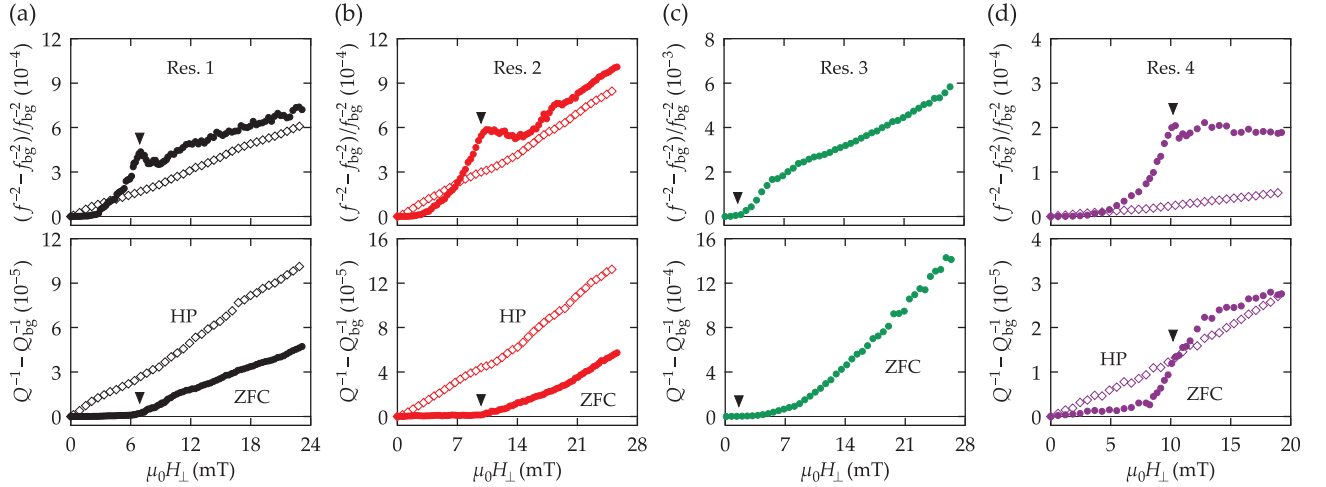 (a)
(f⁻² − f_bg⁻²)/f_bg⁻² (10⁻⁴)
12
9
6
3
0
Res. 1
Q⁻¹ − Q_bg⁻¹ (10⁻⁵)
12
9
6
3
0
HP
ZFC
0 6 12 18 24
μ₀H⊥ (mT)
(b)
(f⁻² − f_bg⁻²)/f_bg⁻² (10⁻⁴)
12
9
6
3
0
Res. 2
Q⁻¹ − Q_bg⁻¹ (10⁻⁵)
16
12
8
4
0
HP
ZFC
0 7 14 21 28
μ₀H⊥ (mT)
(c)
(f⁻² − f_bg⁻²)/f_bg⁻² (10⁻³)
8
6
4
2
0
Res. 3
Q⁻¹ − Q_bg⁻¹ (10⁻⁴)
16
12
8
4
0
0 7 14 21 28
μ₀H⊥ (mT)
(d)
(f⁻² − f_bg⁻²)/f_bg⁻² (10⁻⁴)
4
3
2
1
0
Res. 4
Q⁻¹ − Q_bg⁻¹ (10⁻⁵)
4
3
2
1
0
HP
ZFC
0 5 10 15 20
μ₀H⊥ (mT)